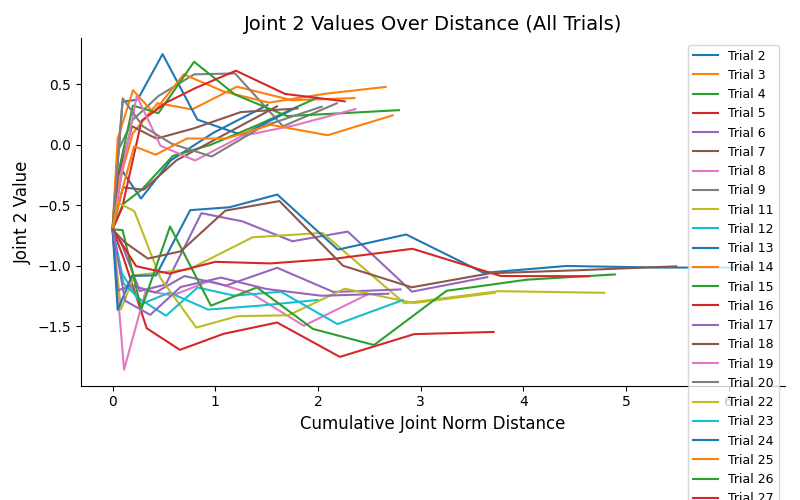 Joint 2 Values Over Distance (All Trials)
Joint 2 Value
0.5
0.0
−0.5
−1.0
−1.5
0 1 2 3 4 5
Cumulative Joint Norm Distance
Trial 2
Trial 3
Trial 4
Trial 5
Trial 6
Trial 7
Trial 8
Trial 9
Trial 11
Trial 12
Trial 13
Trial 14
Trial 15
Trial 16
Trial 17
Trial 18
Trial 19
Trial 20
Trial 22
Trial 23
Trial 24
Trial 25
Trial 26
Trial 27